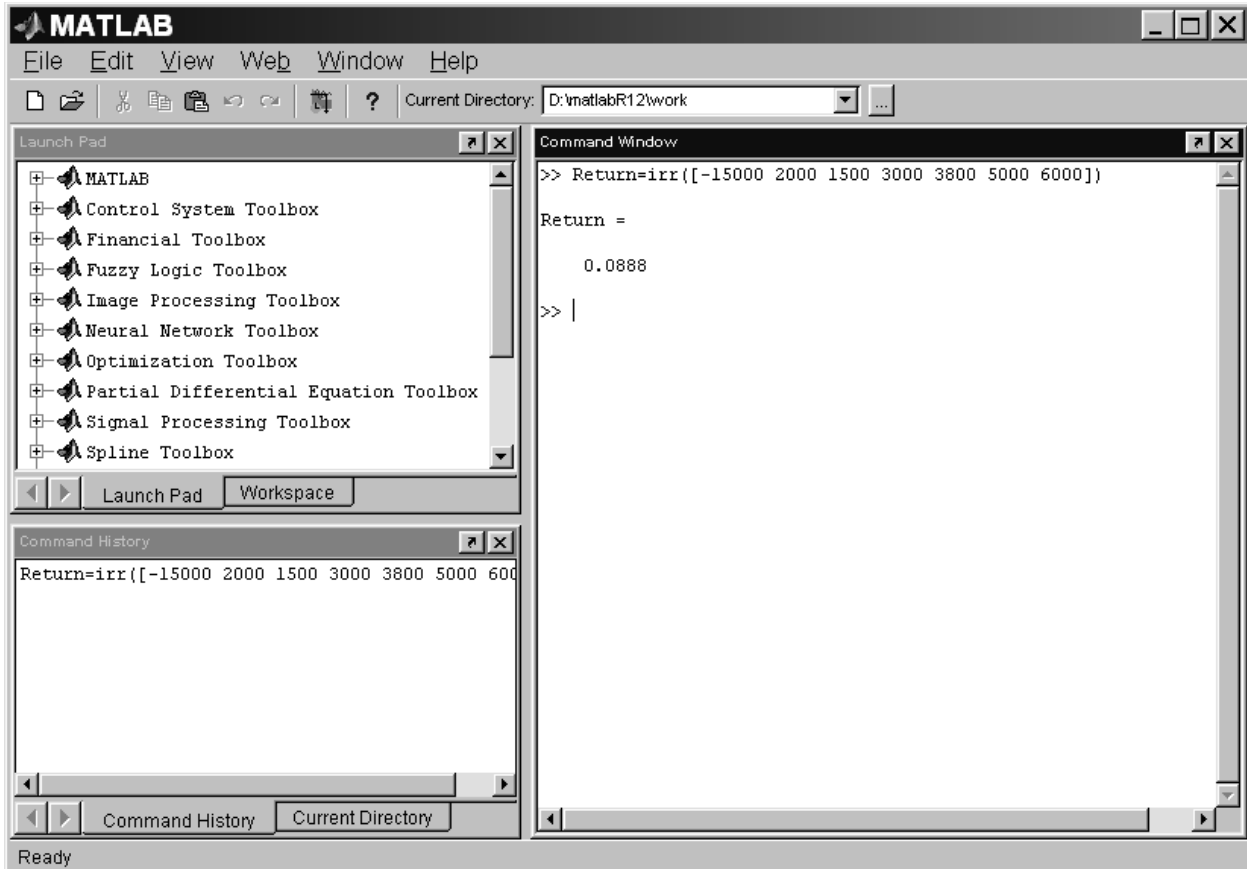 MATLAB
File Edit View Web Window Help
? Current Directory: D:\matlabR12\work ...
Launch Pad
MATLAB
Control System Toolbox
Financial Toolbox
Fuzzy Logic Toolbox
Image Processing Toolbox
Neural Network Toolbox
Optimization Toolbox
Partial Differential Equation Toolbox
Signal Processing Toolbox
Spline Toolbox
Launch Pad Workspace
Command History
Return=irr([-15000 2000 1500 3000 3800 5000 600
Command History Current Directory
Command Window
>> Return=irr([-15000 2000 1500 3000 3800 5000 6000])
Return =
0.0888
>>
Ready